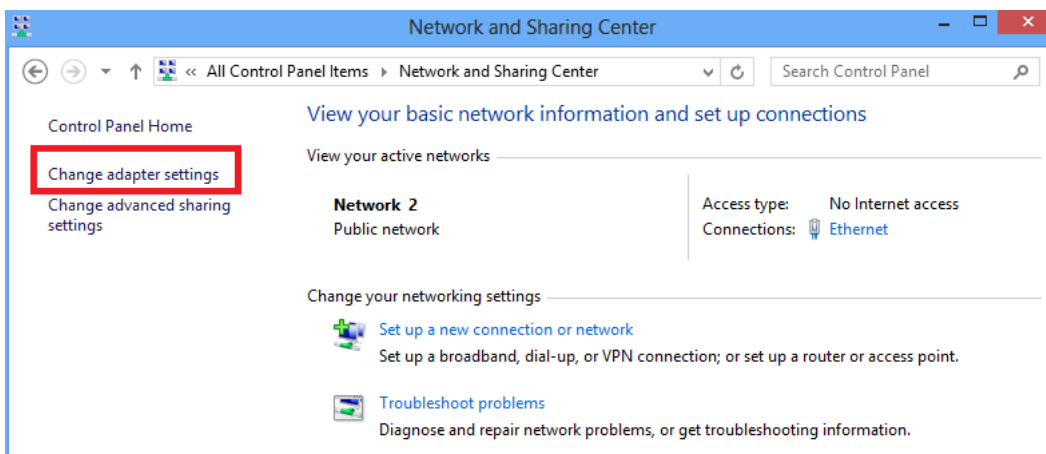 Network and Sharing Center
« All Control Panel Items Network and Sharing Center
Search Control Panel
Control Panel Home
Change adapter settings
Change advanced sharing
settings
View your basic network information and set up connections
View your active networks
Network 2
Public network
Access type: No Internet access
Connections: Ethernet
Change your networking settings
Set up a new connection or network
Set up a broadband, dial-up, or VPN connection; or set up a router or access point.
Troubleshoot problems
Diagnose and repair network problems, or get troubleshooting information.